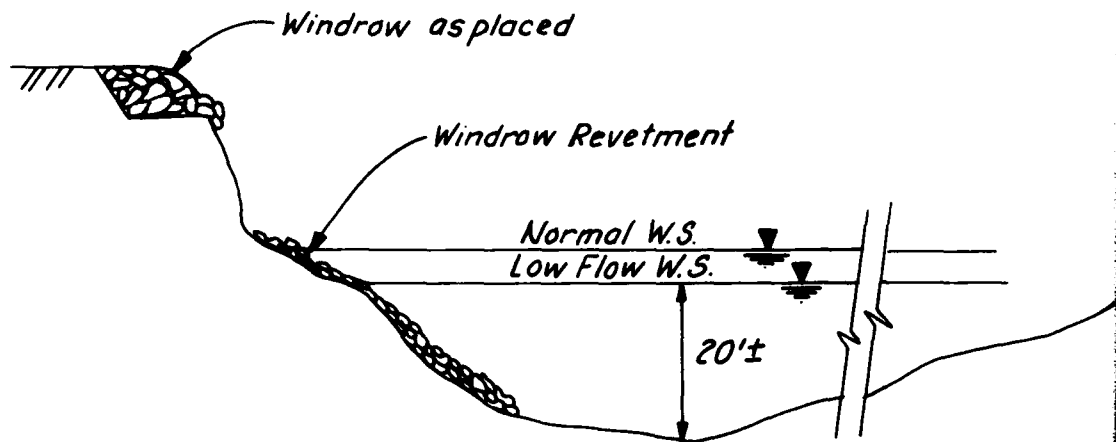 Windrow as placed
Windrow Revetment
Normal W.S.
Low Flow W.S.
20'±